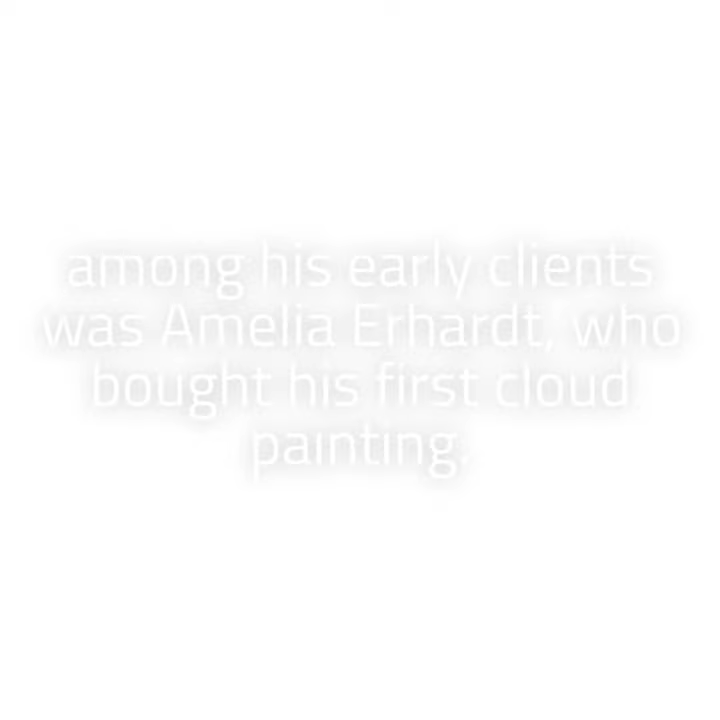 among his early clients
was Amelia Erhardt, who
bought his first cloud
painting.